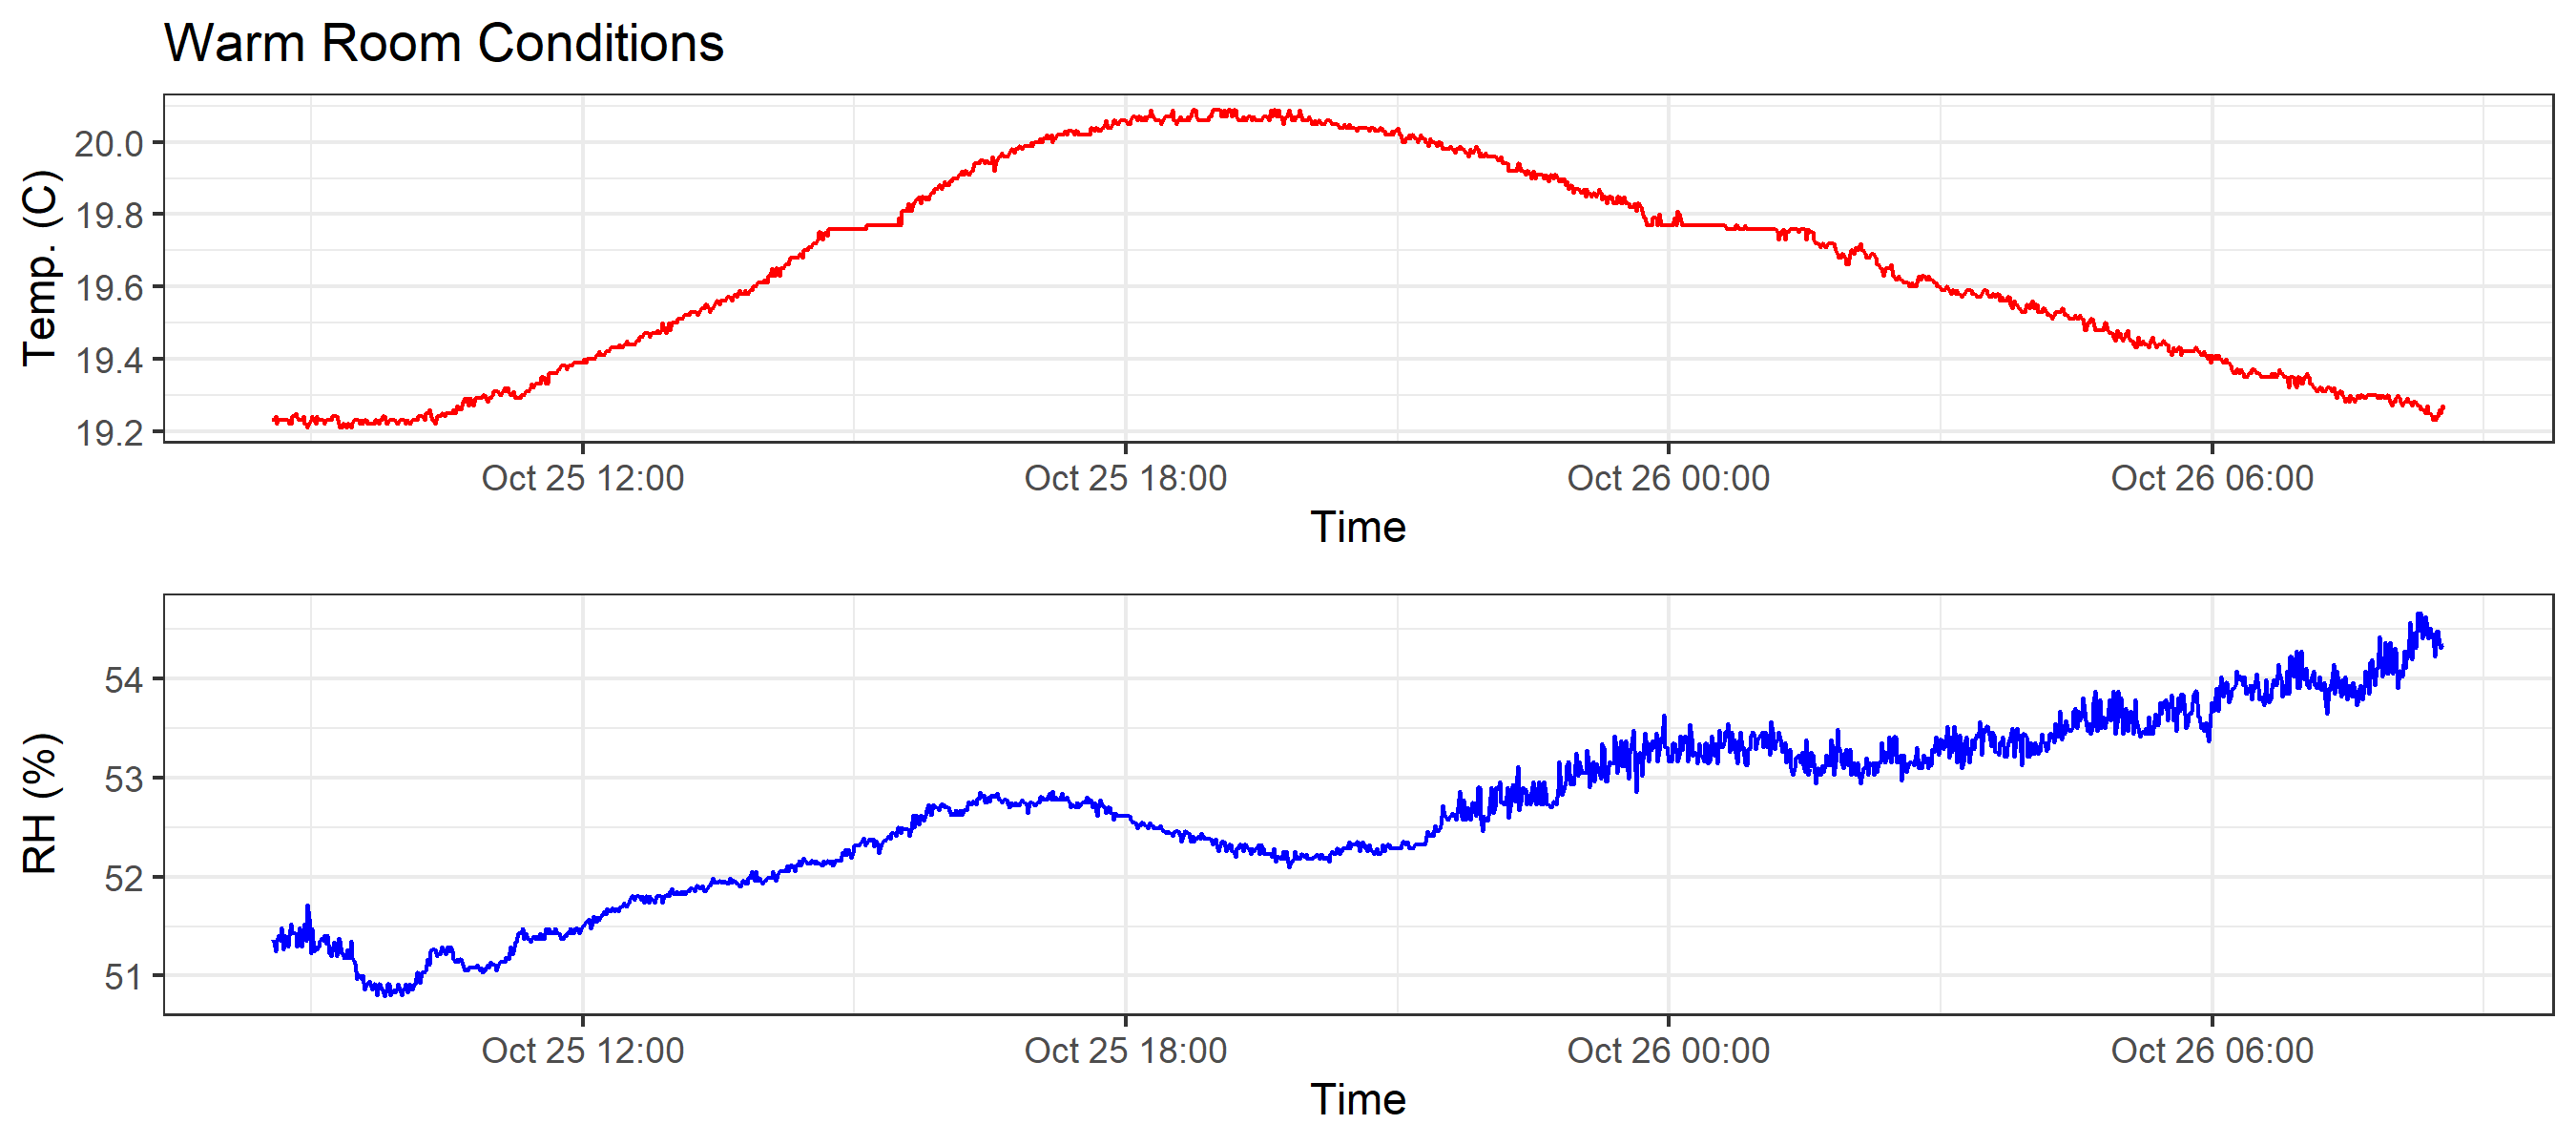 Warm Room Conditions
Temp. (C)
20.0
19.8
19.6
19.4
19.2
Oct 25 12:00 Oct 25 18:00 Oct 26 00:00 Oct 26 06:00
Time
RH (%)
54
53
52
51
Oct 25 12:00 Oct 25 18:00 Oct 26 00:00 Oct 26 06:00
Time